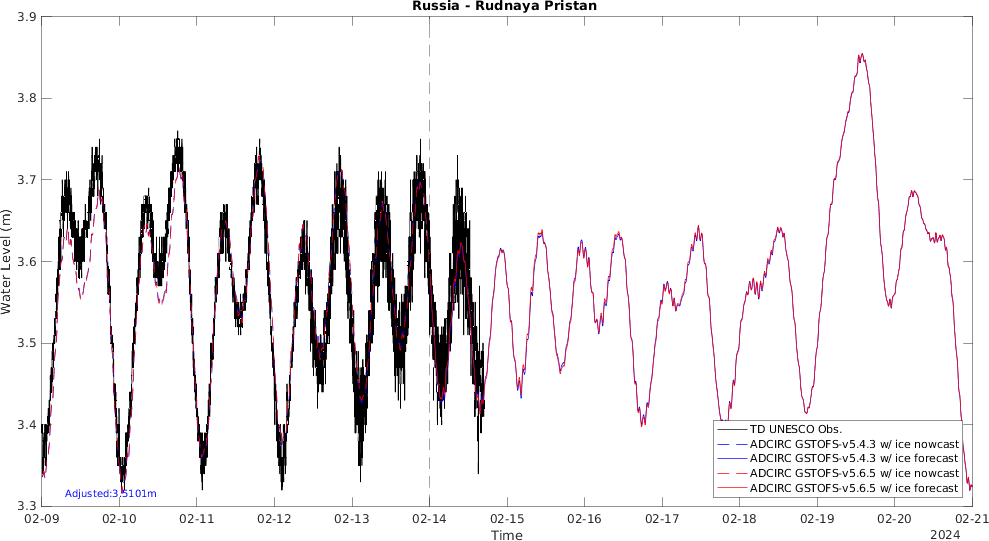 Russia - Rudnaya Pristan
3.9
3.8
3.7
3.6
3.5
3.4
3.3
Water Level (m)
Adjusted:3.5101m
TD UNESCO Obs.
ADCIRC GSTOFS-v5.4.3 w/ ice nowcast
ADCIRC GSTOFS-v5.4.3 w/ ice forecast
ADCIRC GSTOFS-v5.6.5 w/ ice nowcast
ADCIRC GSTOFS-v5.6.5 w/ ice forecast
02-09 02-10 02-11 02-12 02-13 02-14 02-15 02-16 02-17 02-18 02-19 02-20 02-21
Time
2024